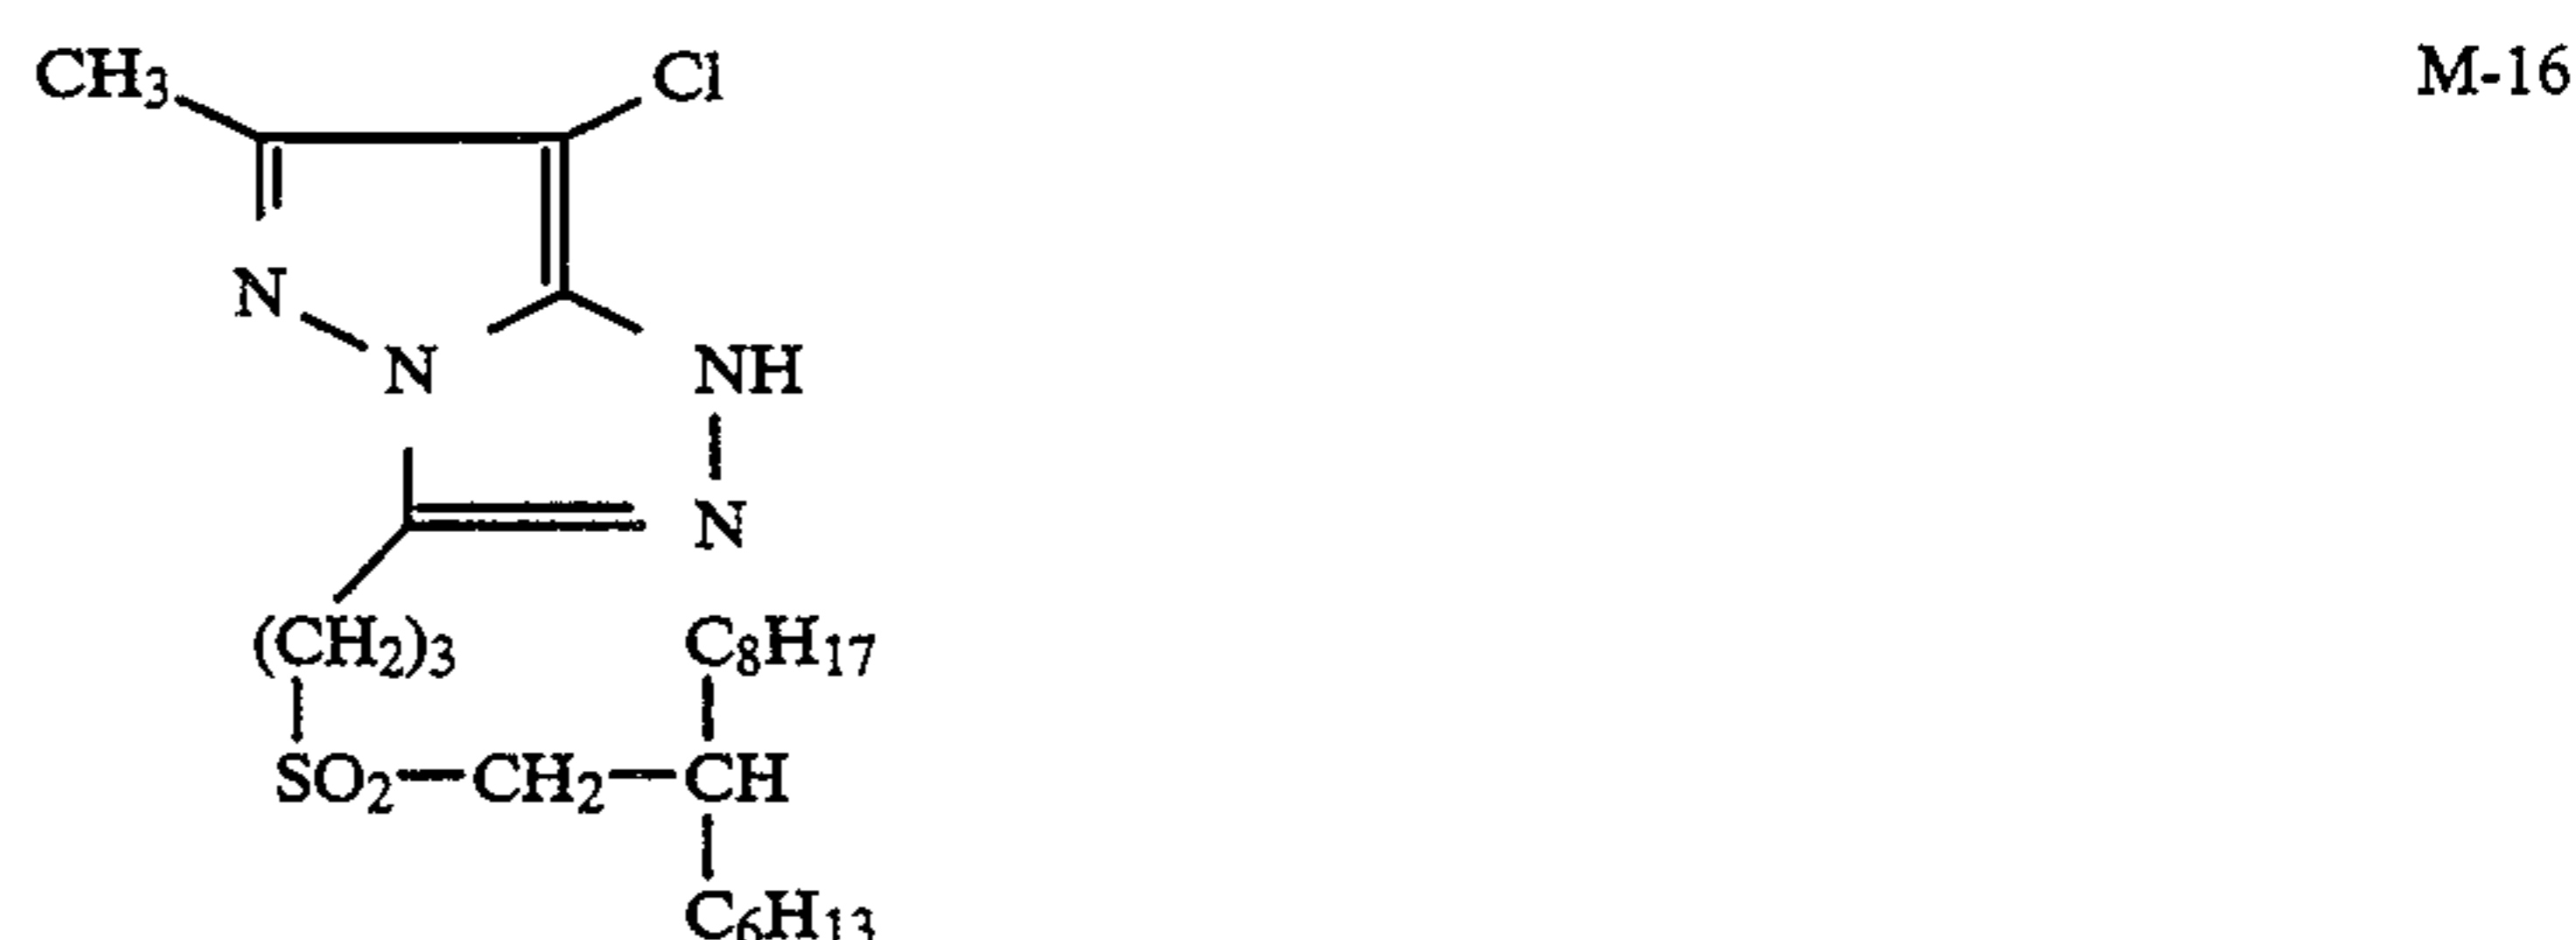 CH3 Cl M-16
N
N NH
N
(CH2)3 C8H17
SO2—CH2—CH
C6H13